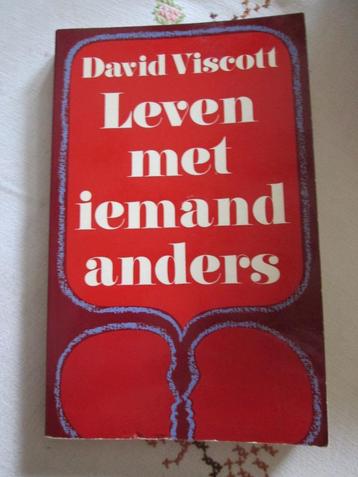 David Viscott
Leven
met
iemand
anders